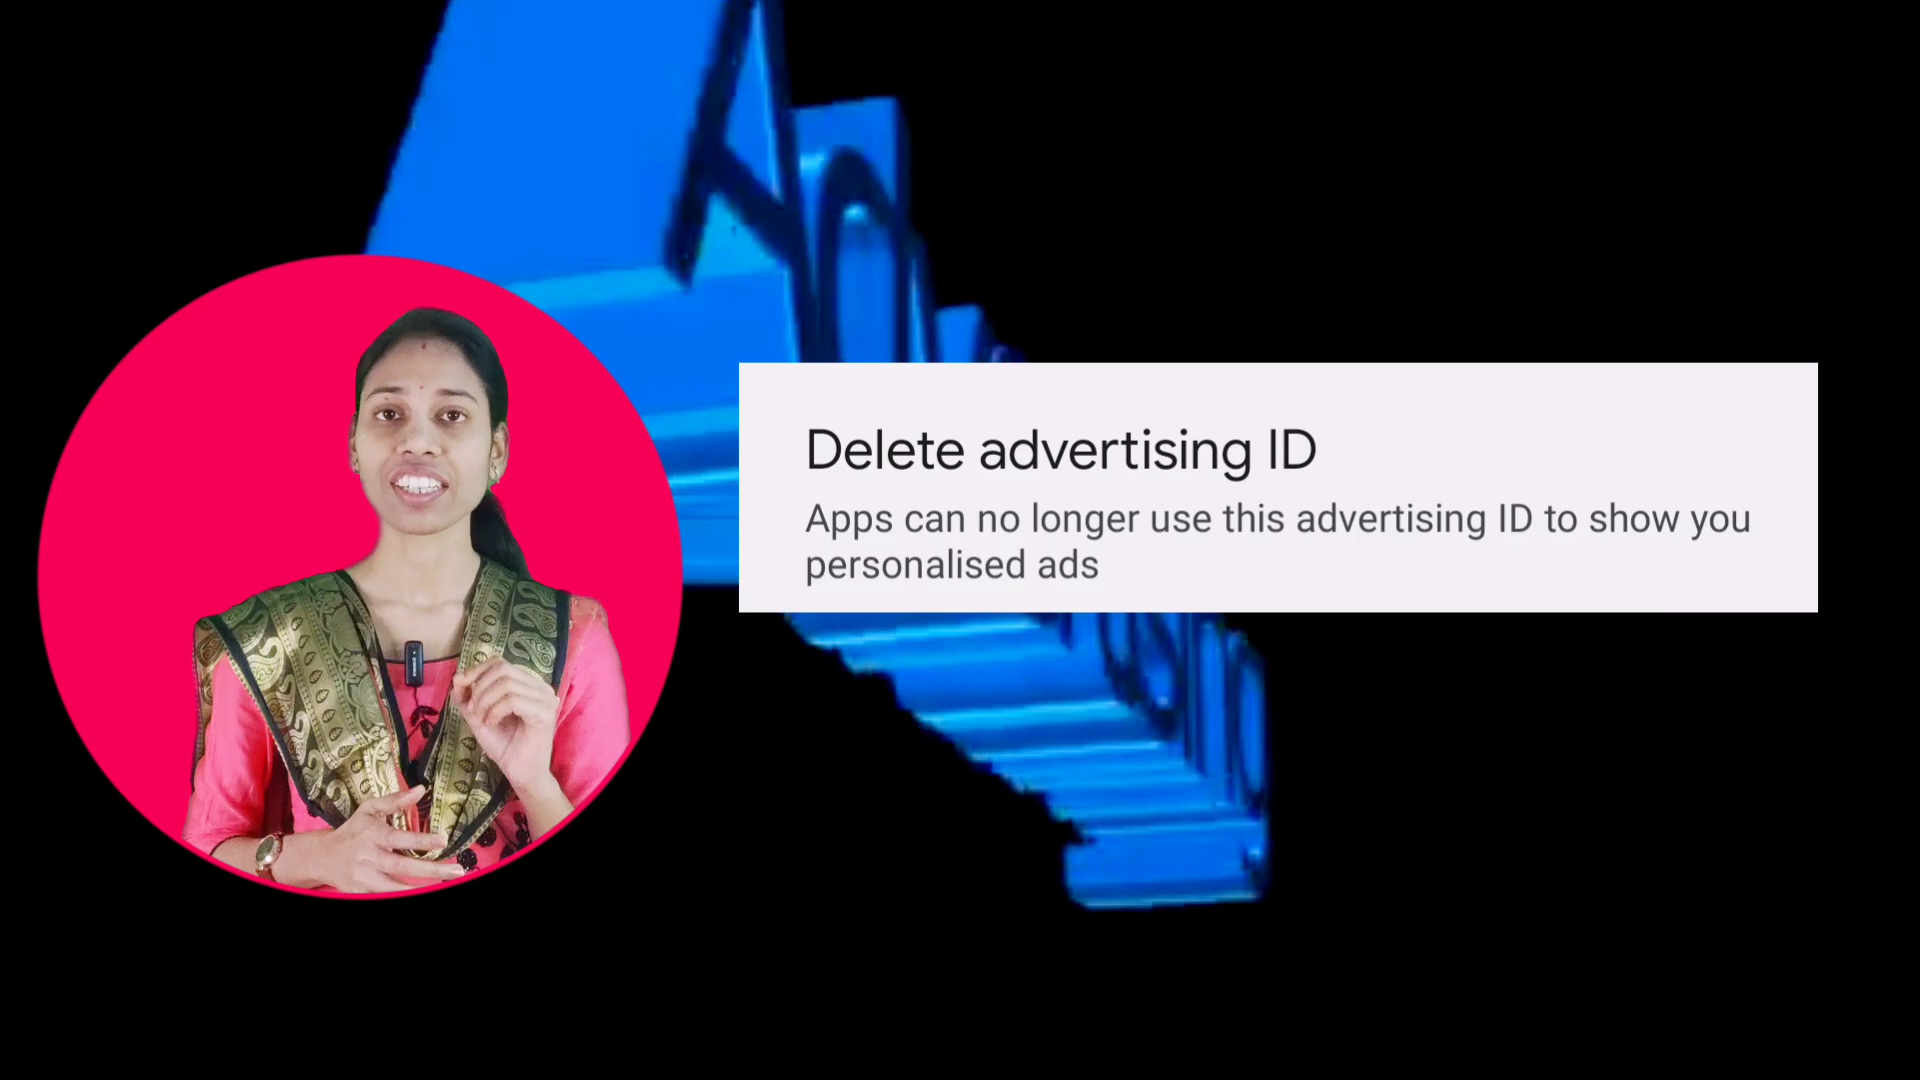 Delete advertising ID
Apps can no longer use this advertising ID to show you
personalised ads